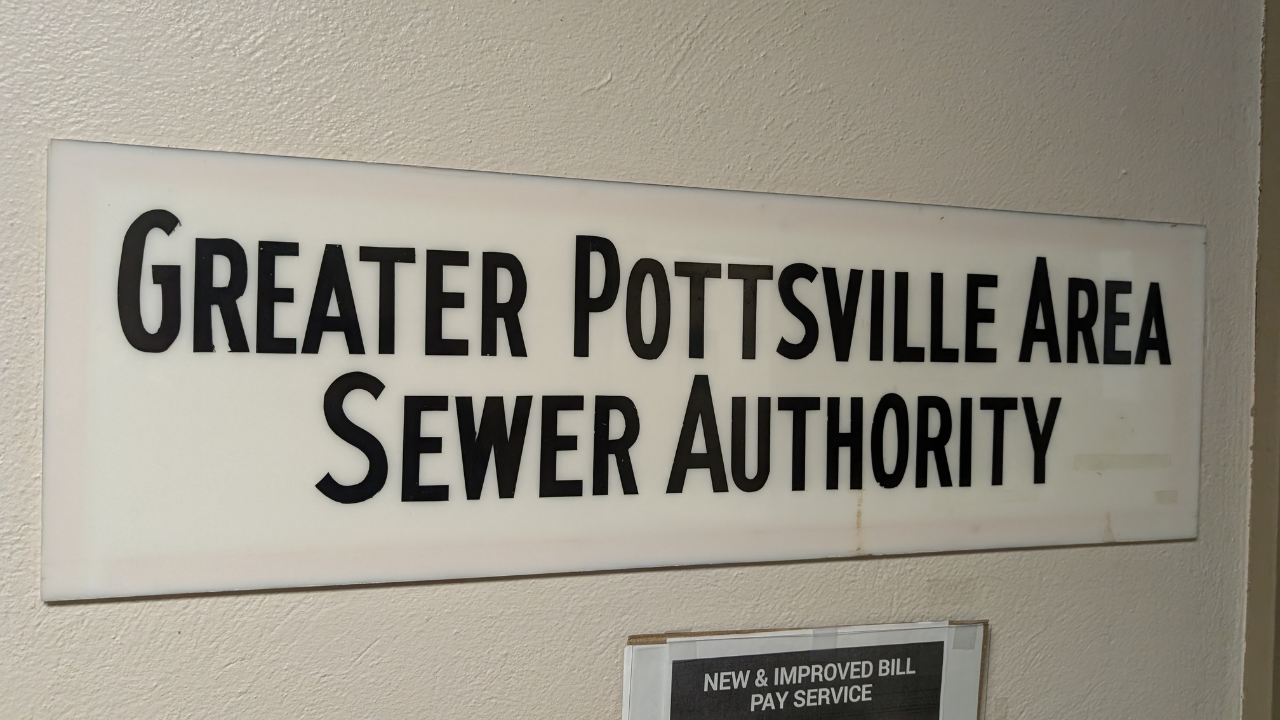 GREATER POTTSVILLE AREA
SEWER AUTHORITY
NEW & IMPROVED BILL
PAY SERVICE